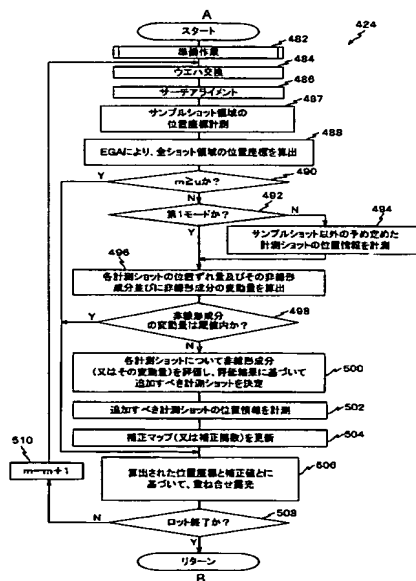 A
スタート
424
482
準備作業
484
ウエハ交換
486
サーチアライメント
487
サンプルショット領域の
位置座標計測
488
EGAにより、全ショット領域の位置座標を算出
490
Y
m≧uか?
N
492
第1モードか?
N
494
Y
サンプルショット以外の予め定めた
計測ショットの位置情報を計測
496
各計測ショットの位置ずれ量及びその非線形
成分並びに非線形成分の変動量を算出
498
Y
非線形成分
の変動量は閾値内か?
N
各計測ショットについて非線形成分
(又はその変動量)を評価し、評価結果に基づいて
追加すべき計測ショットを決定
500
追加すべき計測ショットの位置情報を計測
502
補正マップ(又は補正関数)を更新
504
510
m←m+1
算出された位置座標と補正値とに
基づいて、重ね合せ露光
506
N
ロット終了か?
508
Y
リターン
B